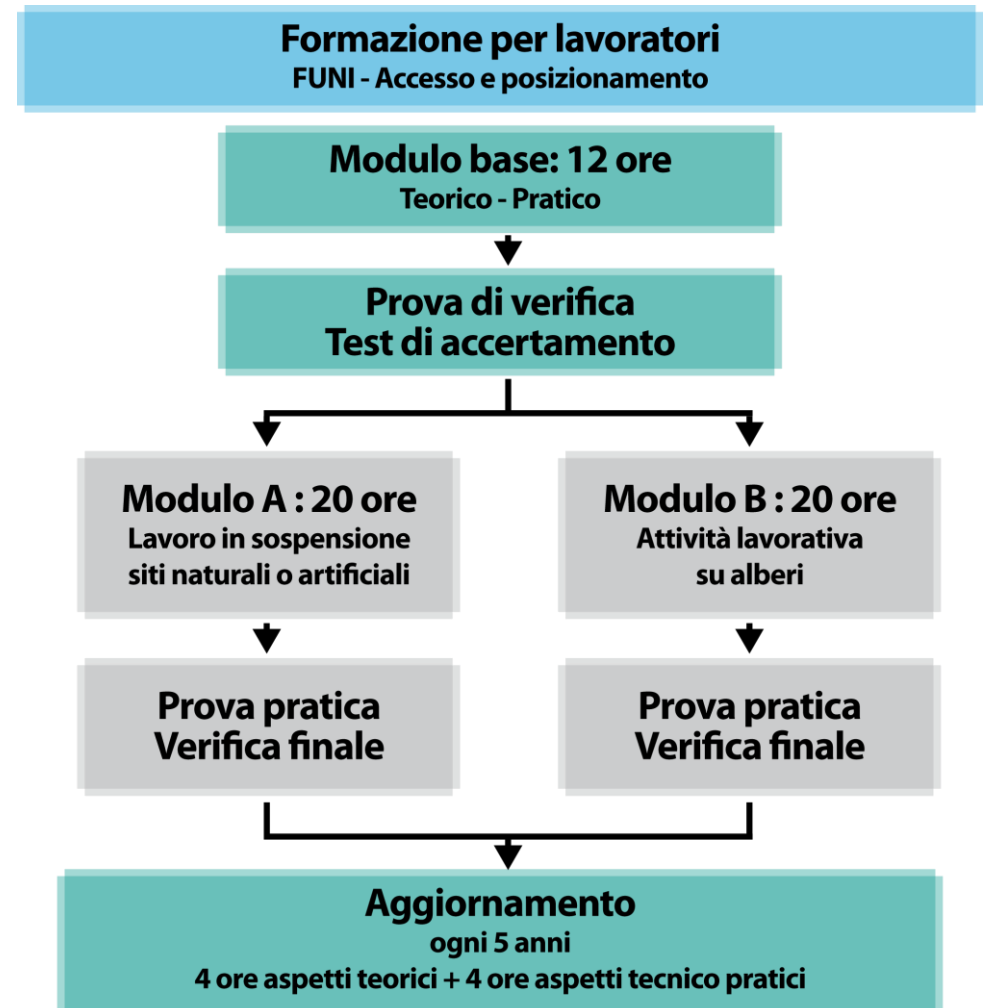 Formazione per lavoratori
FUNI - Accesso e posizionamento
Modulo base: 12 ore
Teorico - Pratico
Prova di verifica
Test di accertamento
Modulo A : 20 ore
Lavoro in sospensione
siti naturali o artificiali
Modulo B : 20 ore
Attività lavorativa
su alberi
Prova pratica
Verifica finale
Prova pratica
Verifica finale
Aggiornamento
ogni 5 anni
4 ore aspetti teorici + 4 ore aspetti tecnico pratici